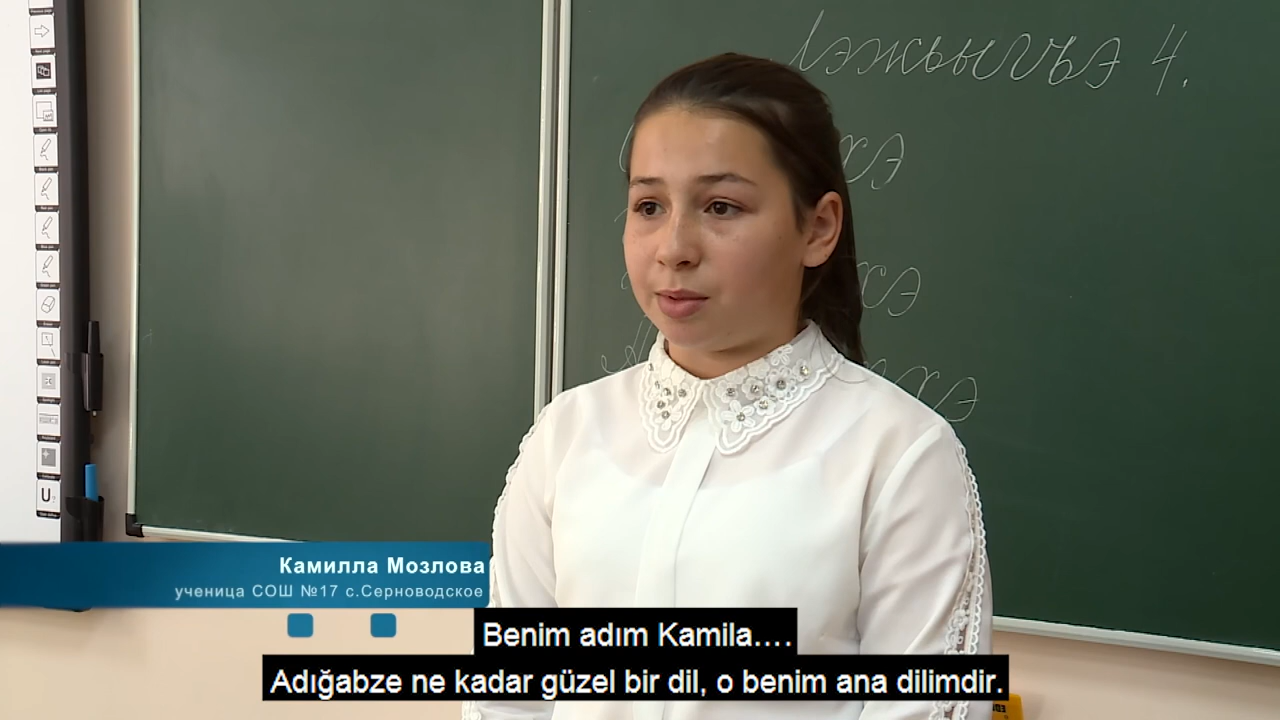 Лэжьыгъэ 4.
Камилла Мозлова
ученица СОШ №17 с.Серноводское
Benim adım Kamila....
Adığabze ne kadar güzel bir dil, o benim ana dilimdir.